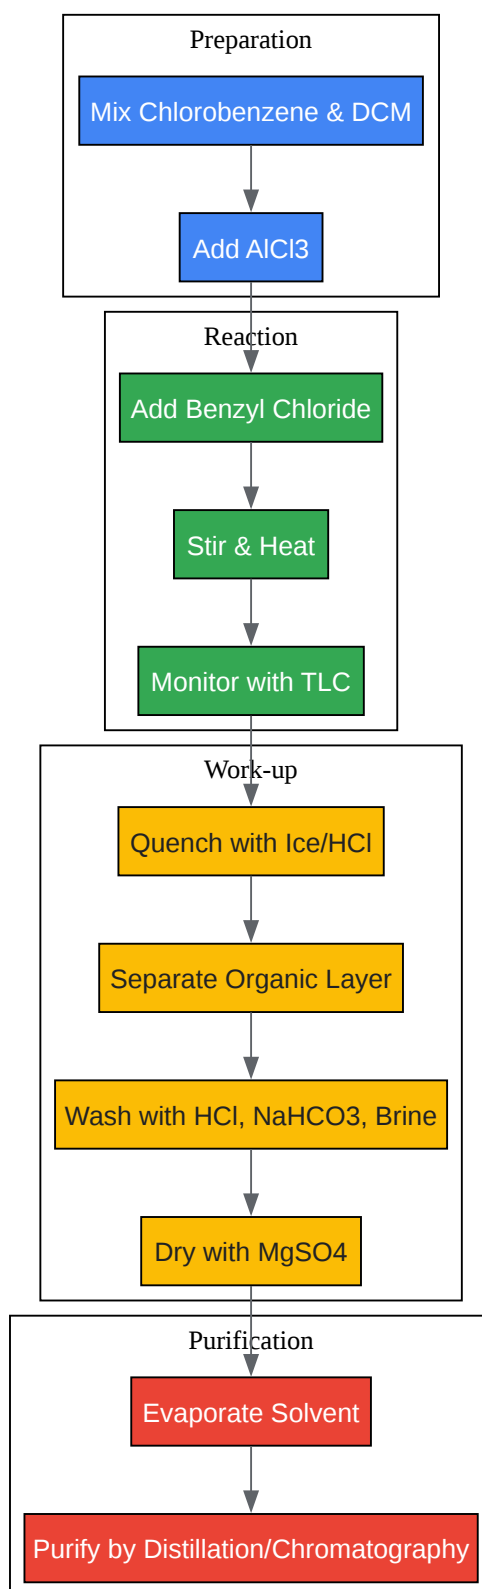 Preparation
Mix Chlorobenzene & DCM
Add AlCl3
Reaction
Add Benzyl Chloride
Stir & Heat
Monitor with TLC
Work-up
Quench with Ice/HCl
Separate Organic Layer
Wash with HCl, NaHCO3, Brine
Dry with MgSO4
Purification
Evaporate Solvent
Purify by Distillation/Chromatography